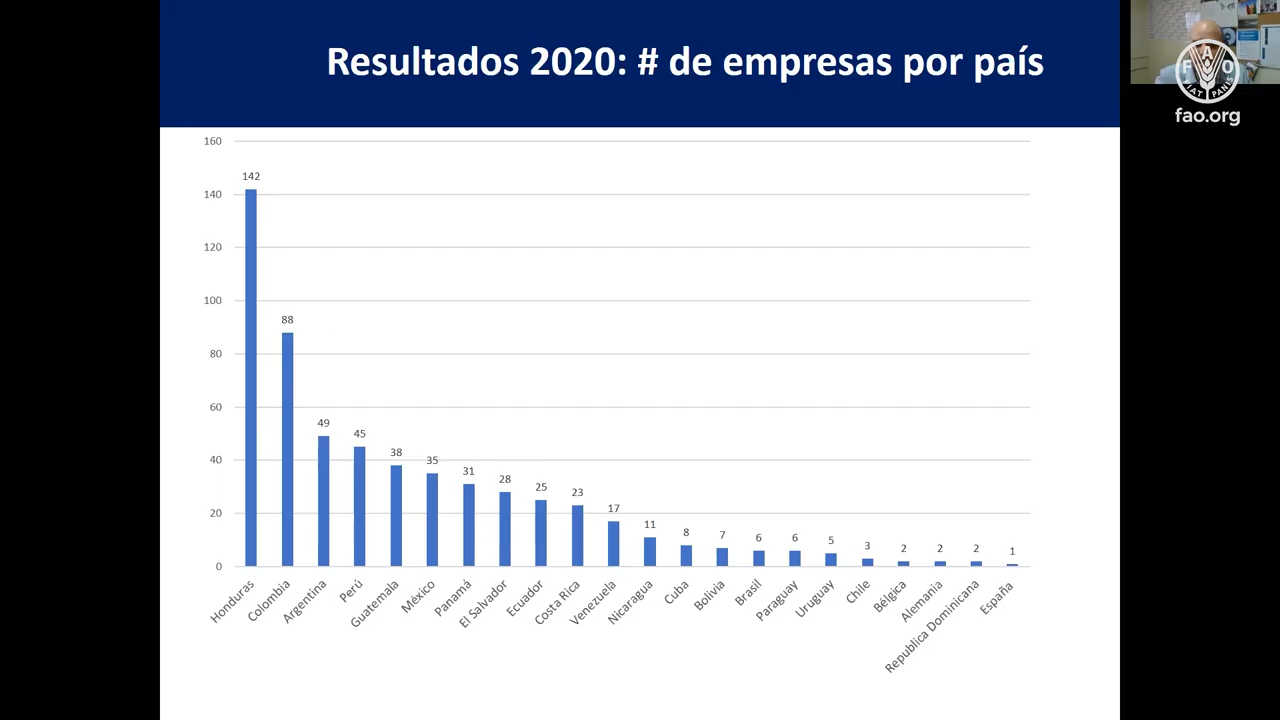 Resultados 2020: # de empresas por país
FAO
FIAT PANIS
fao.org
160
140
120
100
80
60
40
20
0
142
88
49
45
38
35
31
28
25
23
17
11
8
7
6
6
5
3
2
2
2
1
Honduras
Colombia
Argentina
Perú
Guatemala
México
Panamá
El Salvador
Ecuador
Costa Rica
Venezuela
Nicaragua
Cuba
Bolivia
Brasil
Paraguay
Uruguay
Chile
Bélgica
Alemania
Republica Dominicana
España